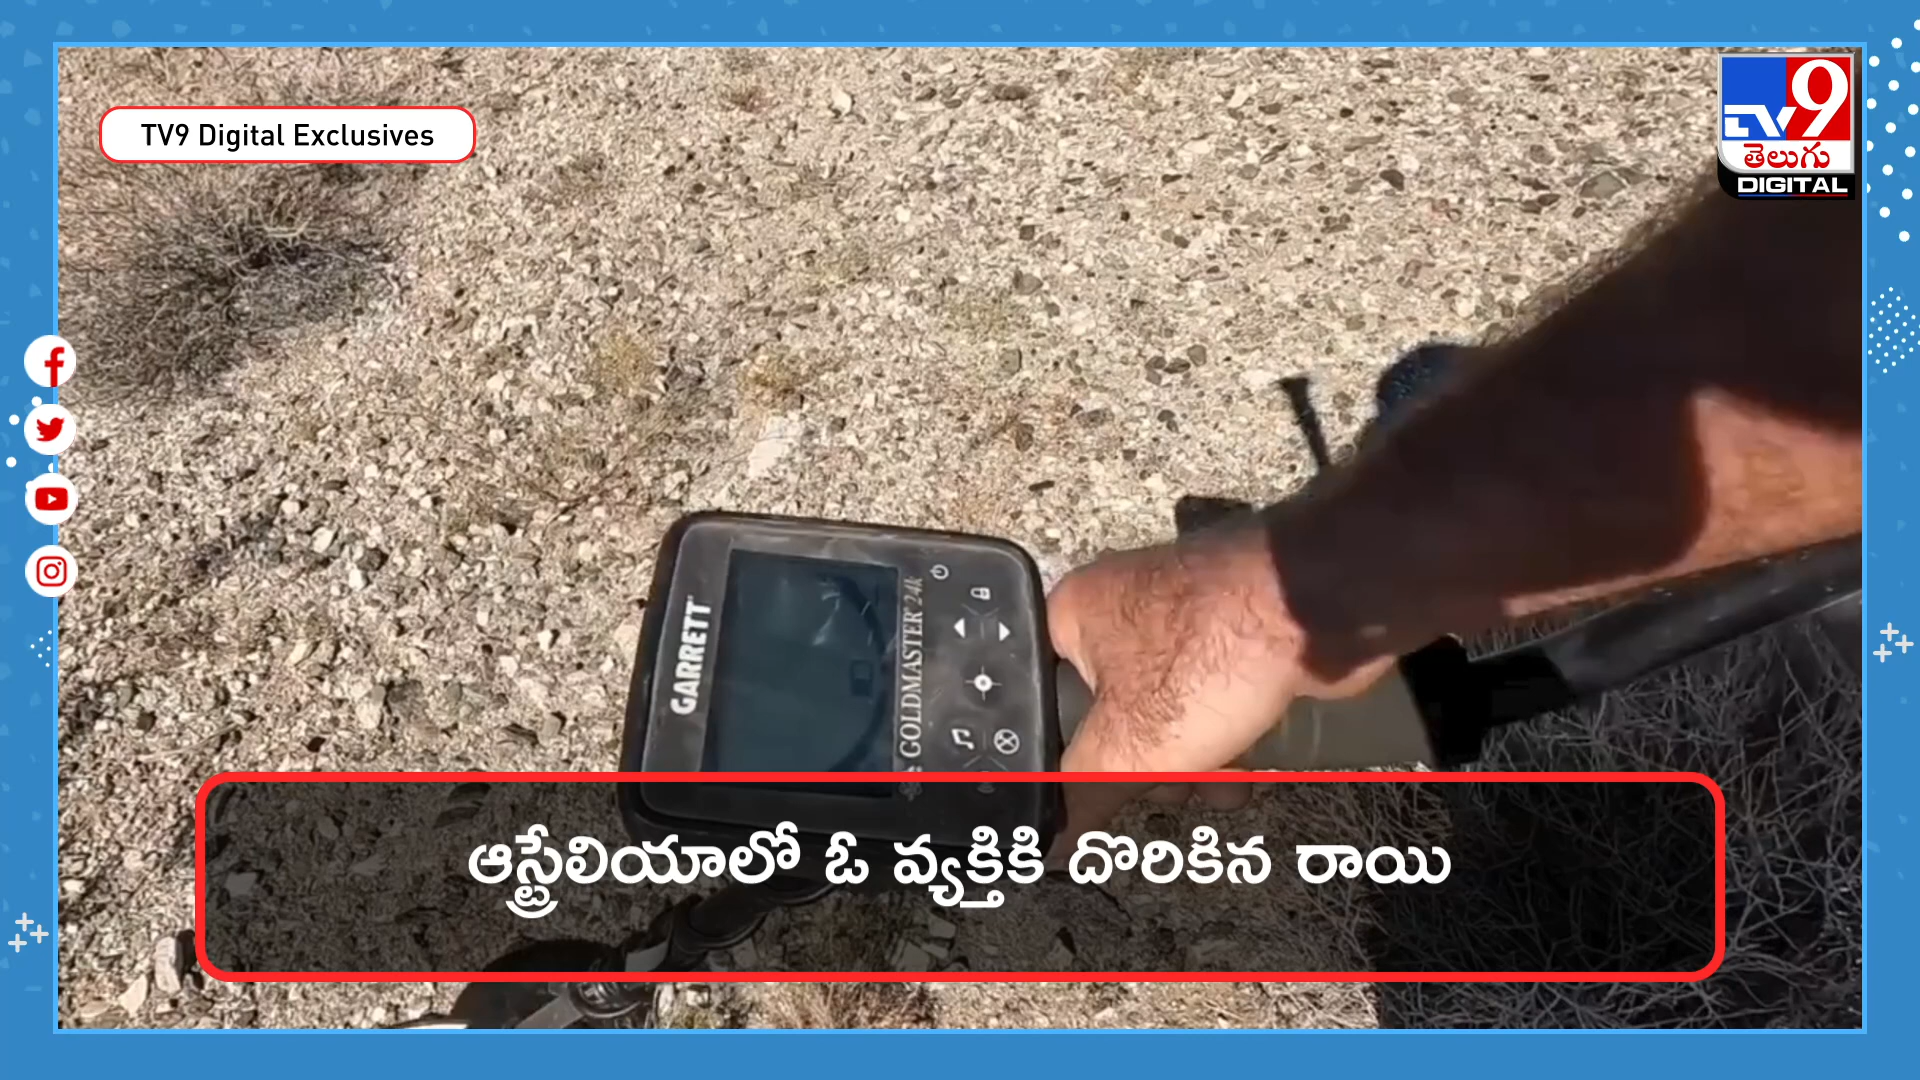 TV9 Digital Exclusives
TV9
తెలుగు
DIGITAL
GARRETT
GOLDMASTER 24k
ఆస్ట్రేలియాలో ఓ వ్యక్తికి దొరికిన రాయి